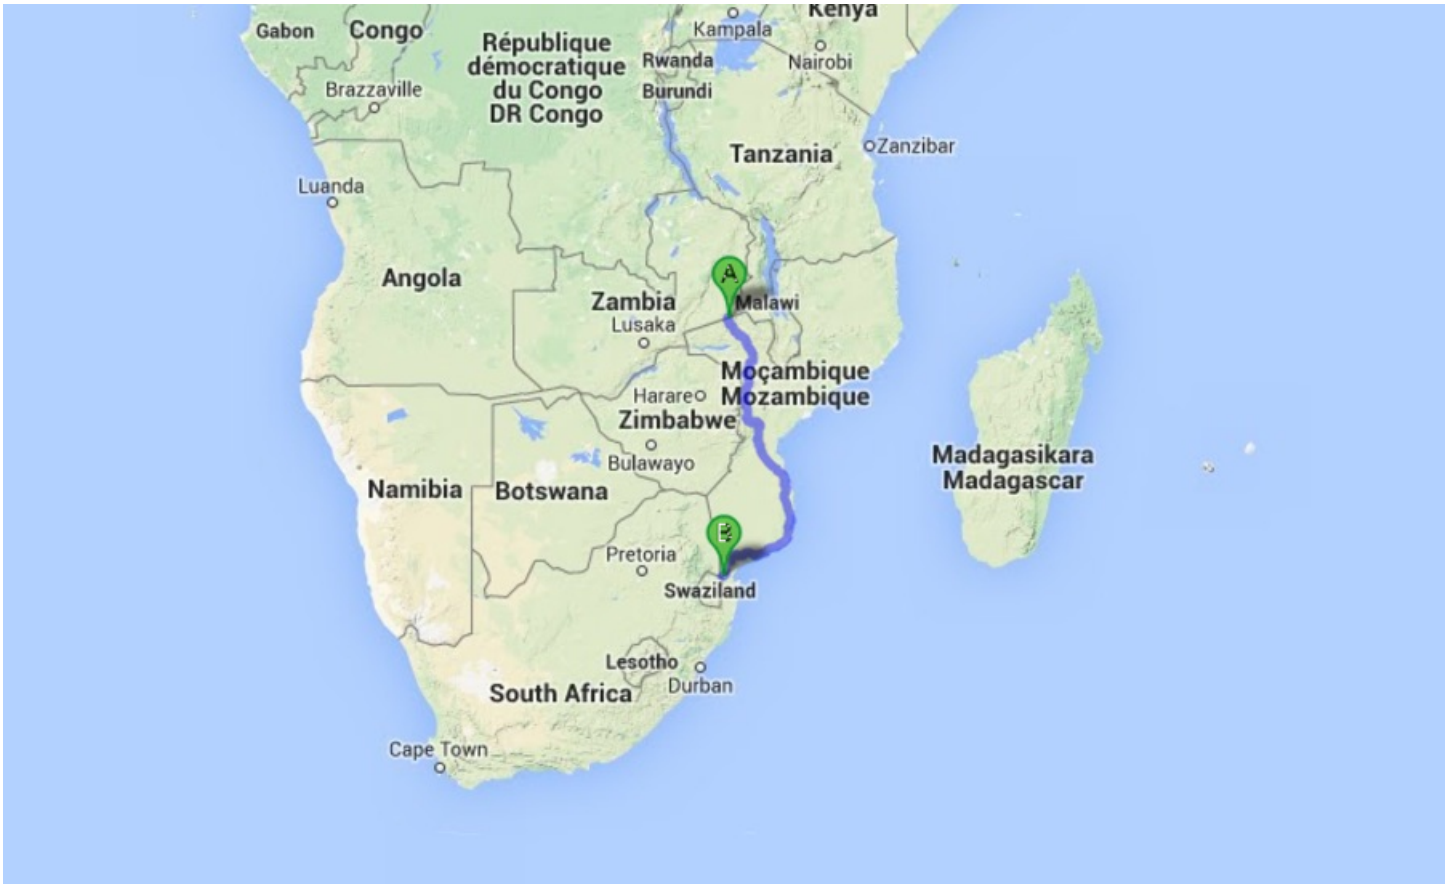 Kenya
Kampala
Gabon
Congo
République
démocratique
du Congo
DR Congo
Rwanda
Nairobi
Brazzaville
Burundi
Tanzania
Zanzibar
Luanda
Angola
A
Zambia
Malawi
Lusaka
Moçambique
Mozambique
Harare
Zimbabwe
Bulawayo
Madagasikara
Madagascar
Namibia
Botswana
Pretoria
Swaziland
Lesotho
Durban
South Africa
Cape Town